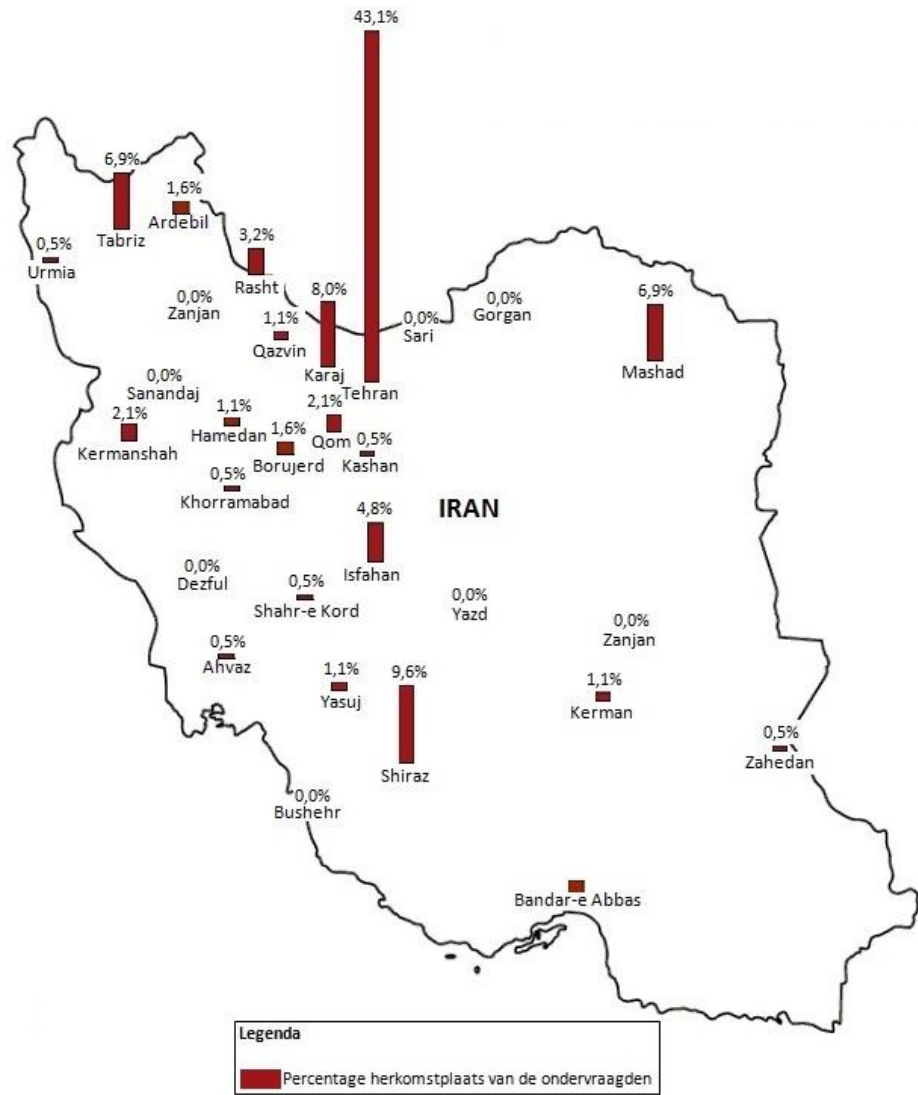 43,1%
6,9%
Tabriz
1,6%
Ardebil
0,5%
Urmia
3,2%
Rasht
0,0%
Zanjan
1,1%
Qazvin
8,0%
Karaj
Tehran
0,0%
Sari
0,0%
Gorgan
6,9%
Mashad
0,0%
Sanandaj
2,1%
Kermanshah
1,1%
Hamedan
1,6%
Borujerd
2,1%
Qom
0,5%
Kashan
0,5%
Khorramabad
4,8%
Isfahan
IRAN
0,0%
Dezful
0,5%
Shahr-e Kord
0,0%
Yazd
0,0%
Zanjan
0,5%
Ahvaz
1,1%
Yasuj
9,6%
Shiraz
1,1%
Kerman
0,5%
Zahedan
0,0%
Bushehr
Bandar-e Abbas
Legenda
Percentage herkomstplaats van de ondervraagden